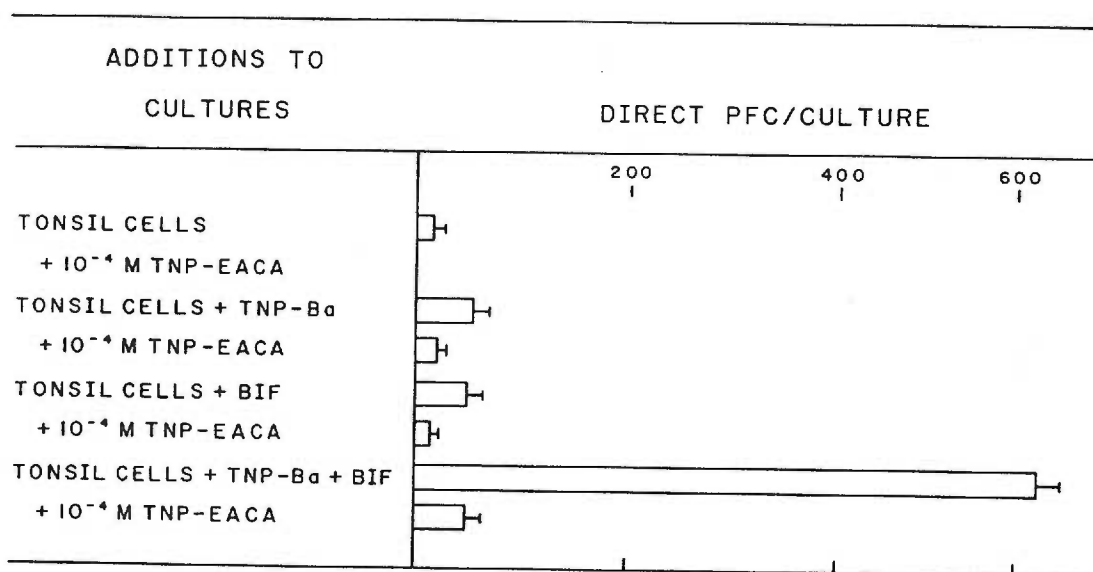 ADDITIONS TO
CULTURES
DIRECT PFC/CULTURE
200 400 600
TONSIL CELLS
+ 10⁻⁴ M TNP-EACA
TONSIL CELLS + TNP-Ba
+ 10⁻⁴ M TNP-EACA
TONSIL CELLS + BIF
+ 10⁻⁴ M TNP-EACA
TONSIL CELLS + TNP-Ba + BIF
+ 10⁻⁴ M TNP-EACA